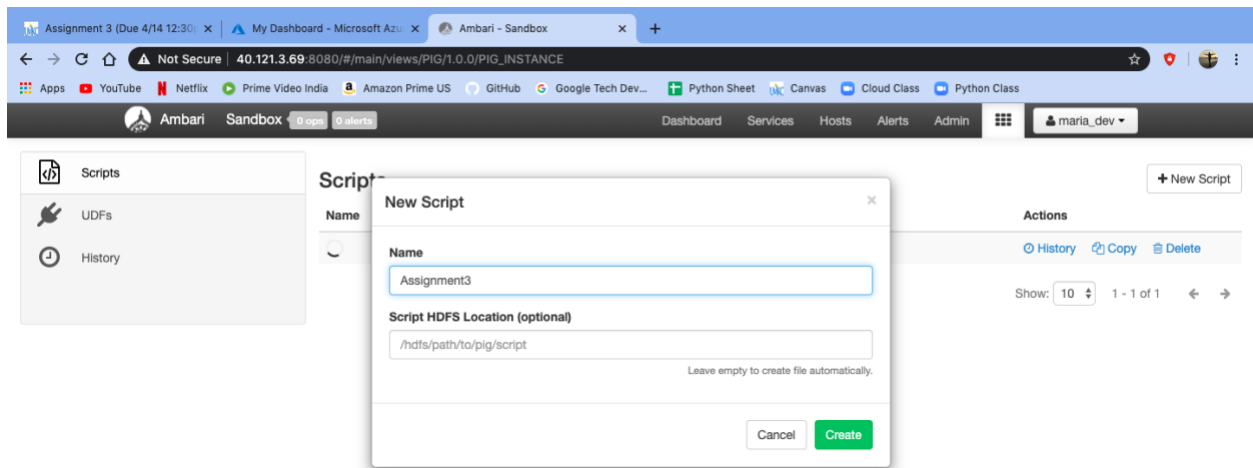 Assignment 3 (Due 4/14 12:30 My Dashboard - Microsoft Azu Ambari - Sandbox
Not Secure 40.121.3.69:8080/#/main/views/PIG/1.0.0/PIG_INSTANCE
Apps YouTube Netflix Prime Video India Amazon Prime US GitHub Google Tech Dev... Python Sheet Canvas Cloud Class Python Class
Ambari Sandbox 0 ops 0 alerts Dashboard Services Hosts Alerts Admin maria_dev
Scripts
UDFs
History
Scripts
+ New Script
Name Actions
History Copy Delete
Show: 10 1 - 1 of 1
New Script ×
Name
Assignment3
Script HDFS Location (optional)
/hdfs/path/to/pig/script
Leave empty to create file automatically.
Cancel Create